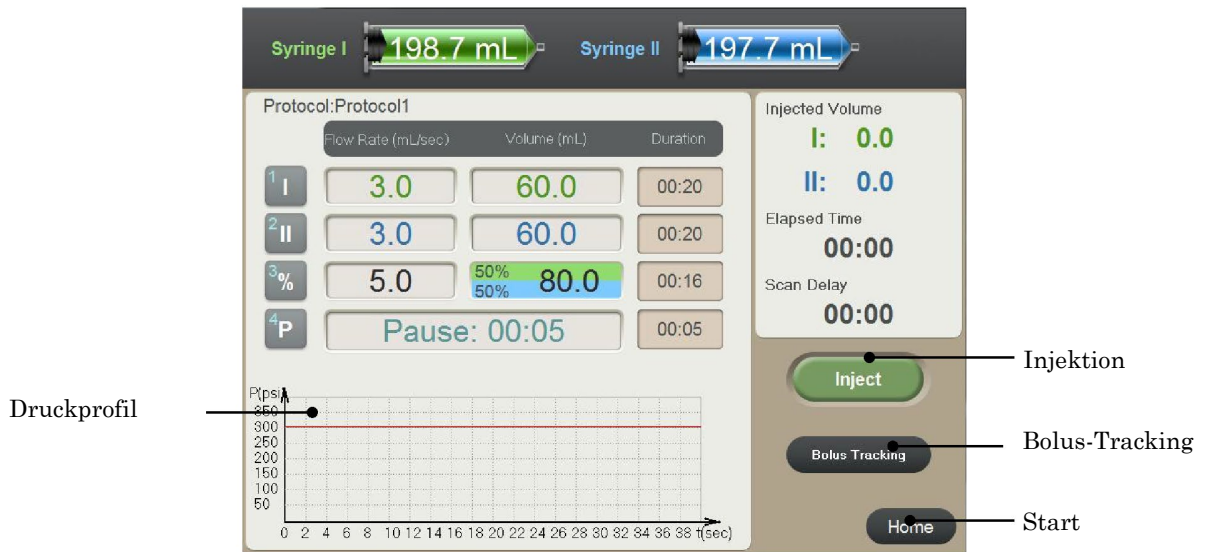 Syringe I 198.7 mL Syringe II 197.7 mL
Protocol:Protocol1
Flow Rate (mL/sec) Volume (mL) Duration
1 I 3.0 60.0 00:20
2 II 3.0 60.0 00:20
3 % 5.0 50% 50% 80.0 00:16
4 P Pause: 00:05 00:05
Injected Volume
I: 0.0
II: 0.0
Elapsed Time
00:00
Scan Delay
00:00
Inject
Injektion
Bolus Tracking
Bolus-Tracking
Home
Start
Druckprofil
P(psi)
350
300
250
200
150
100
50
0 2 4 6 8 10 12 14 16 18 20 22 24 26 28 30 32 34 36 38 t(sec)